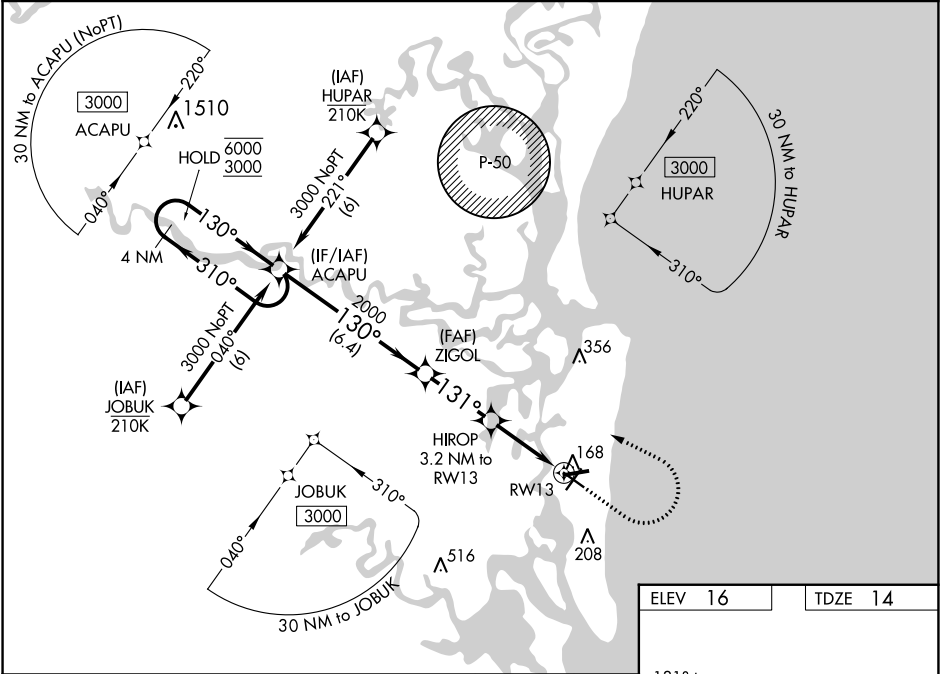 30 NM to ACAPU (NoPT)
220°
3000
ACAPU
1510
040°
HOLD
6000
3000
4 NM
130°
310°
(IAF)
HUPAR
210K
3000 NoPT
221°
(6)
P-50
220°
3000
HUPAR
310°
30 NM to HUPAR
(IF/IAF)
ACAPU
3000 NoPT
040°
(6)
(IAF)
JOBUK
210K
2000
130°
(6.4)
(FAF)
ZIGOL
131°
356
HIROP
3.2 NM to
RW13
RW13
168
208
516
310°
JOBUK
3000
040°
30 NM to JOBUK
ELEV 16
TDZE 14